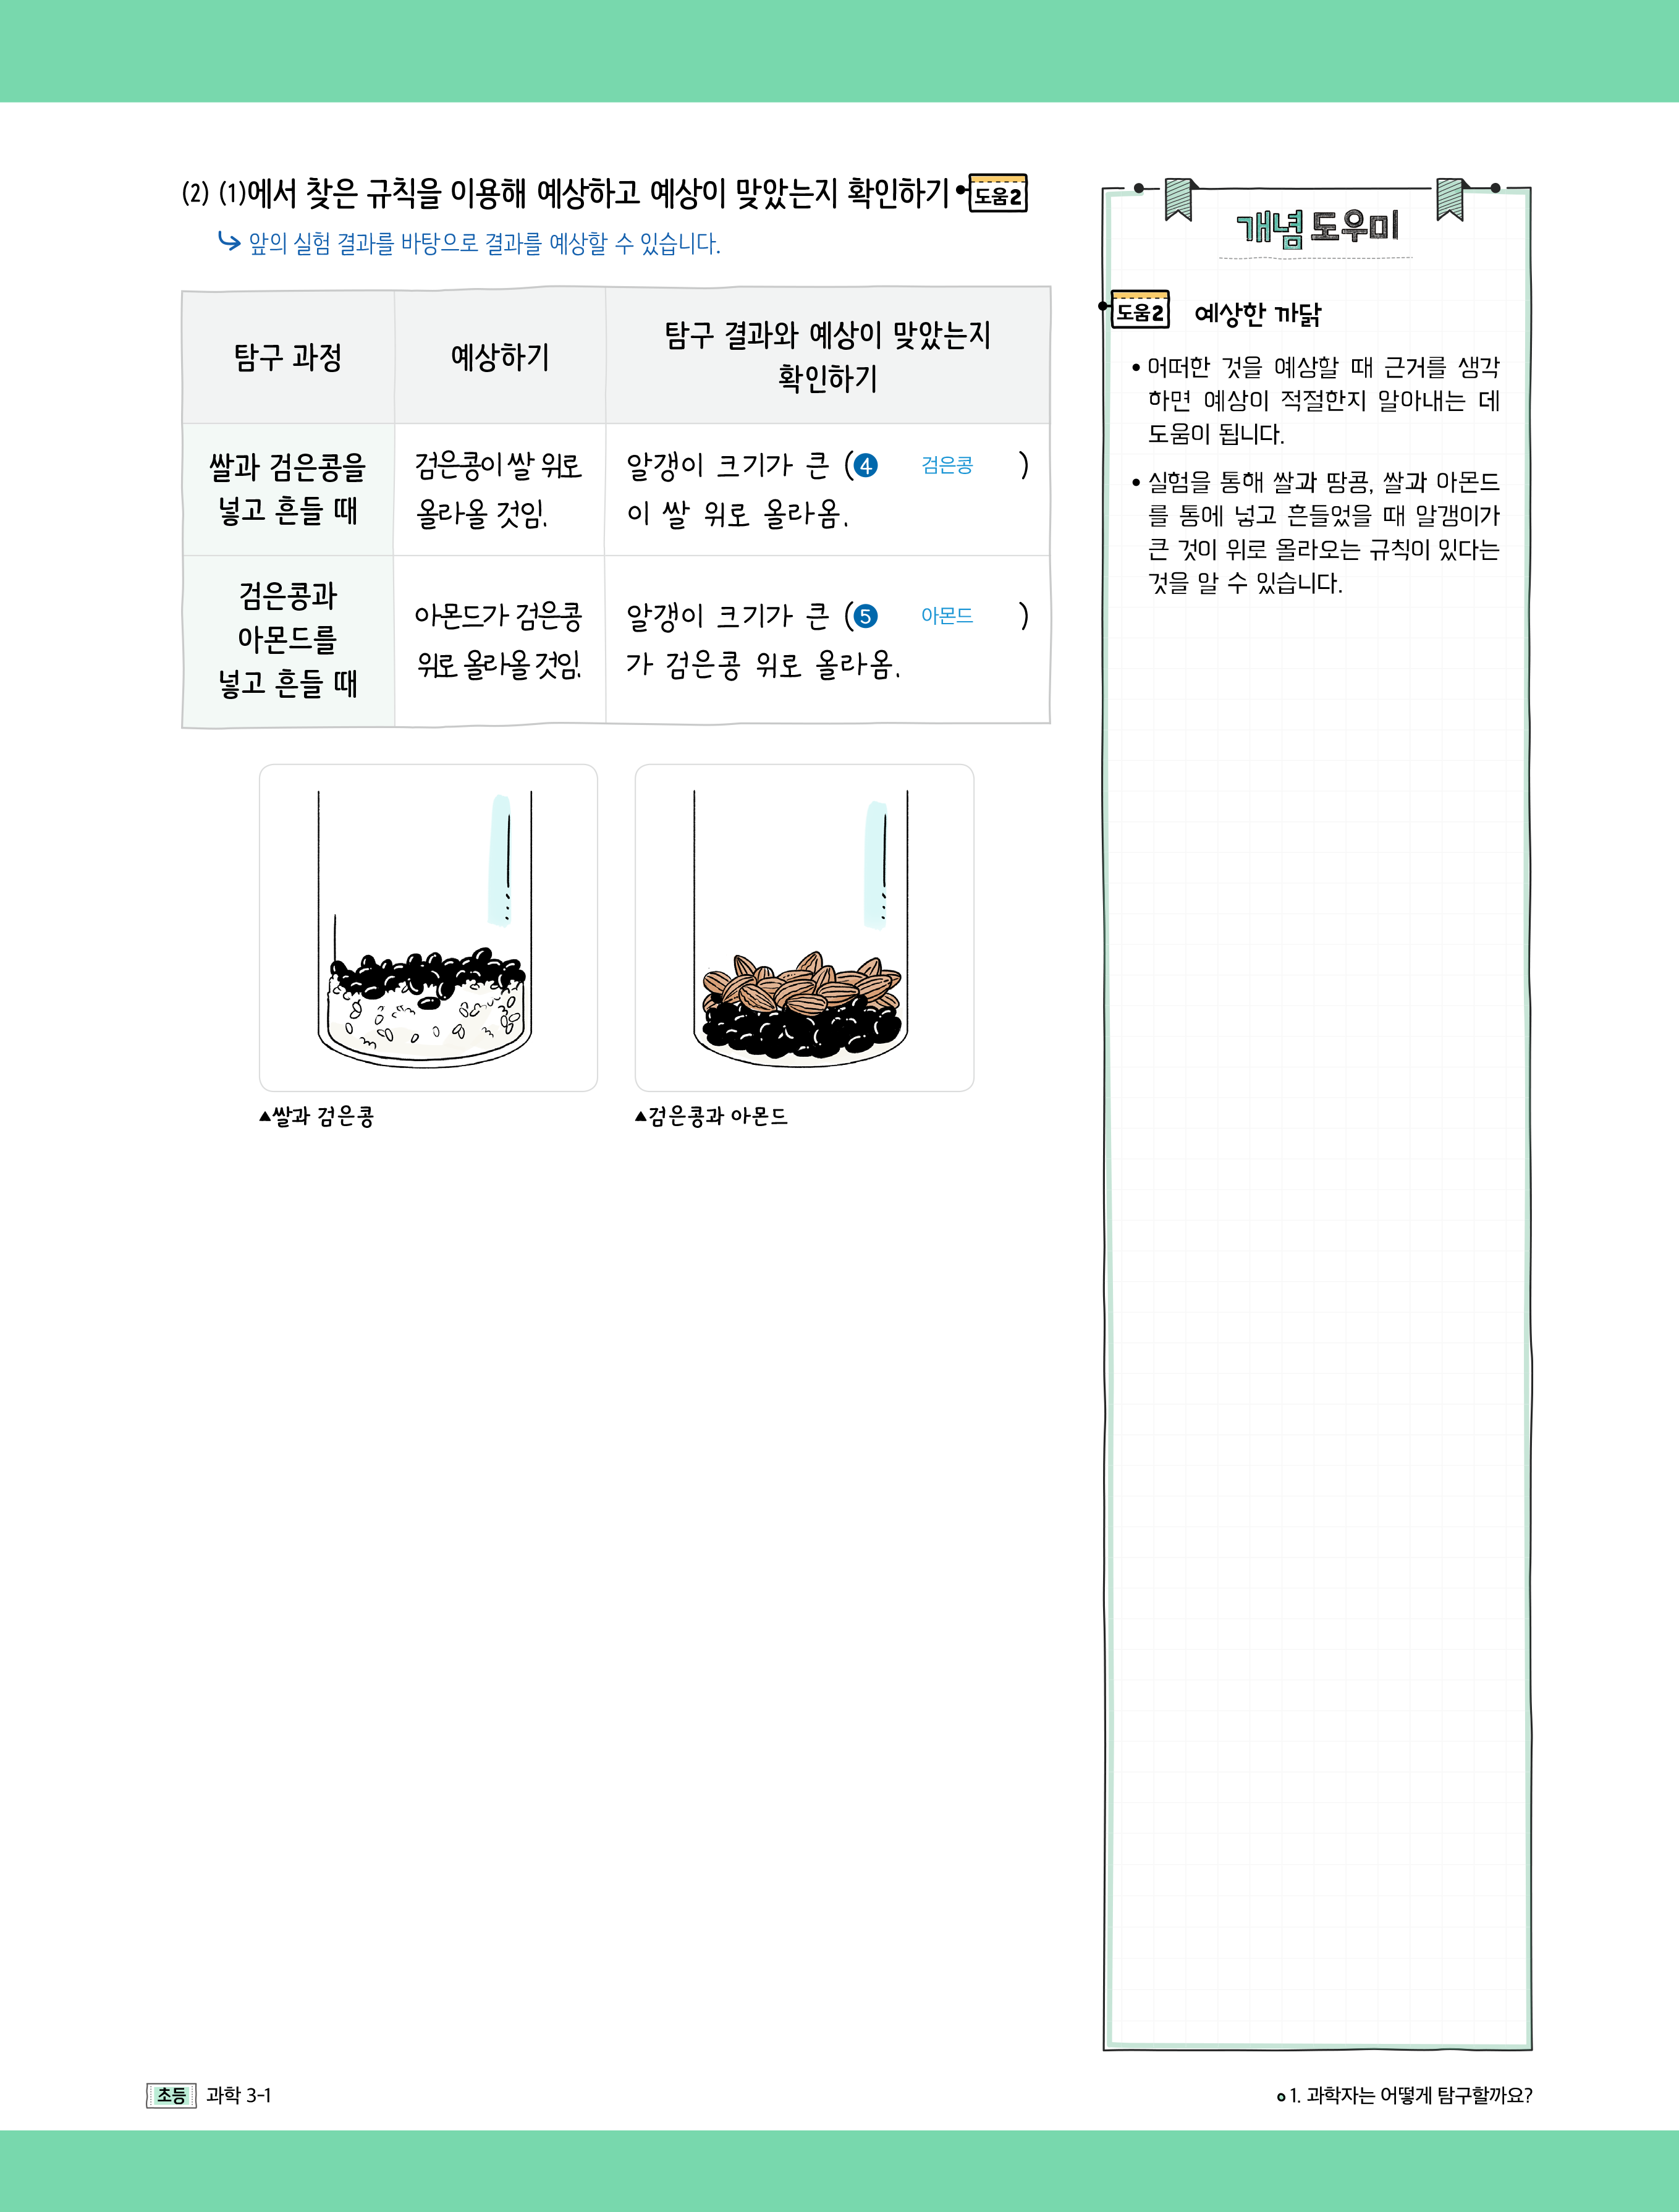 (2) (1)에서 찾은 규칙을 이용해 예상하고 예상이 맞았는지 확인하기 도움2
앞의 실험 결과를 바탕으로 결과를 예상할 수 있습니다.
탐구 과정
예상하기
탐구 결과와 예상이 맞았는지
확인하기
쌀과 검은콩을
넣고 흔들 때
검은콩이 쌀 위로
올라올 것임.
알갱이 크기가 큰 (4 검은콩 )
이 쌀 위로 올라옴.
검은콩과
아몬드를
넣고 흔들 때
아몬드가 검은콩
위로 올라올 것임.
알갱이 크기가 큰 (5 아몬드 )
가 검은콩 위로 올라옴.
▲쌀과 검은콩
▲검은콩과 아몬드
개념 도우미
도움2 예상한 까닭
• 어떠한 것을 예상할 때 근거를 생각
하면 예상이 적절한지 알아내는 데
도움이 됩니다.
• 실험을 통해 쌀과 땅콩, 쌀과 아몬드
를 통에 넣고 흔들었을 때 알갱이가
큰 것이 위로 올라오는 규칙이 있다는
것을 알 수 있습니다.
초등 과학 3-1
1. 과학자는 어떻게 탐구할까요?